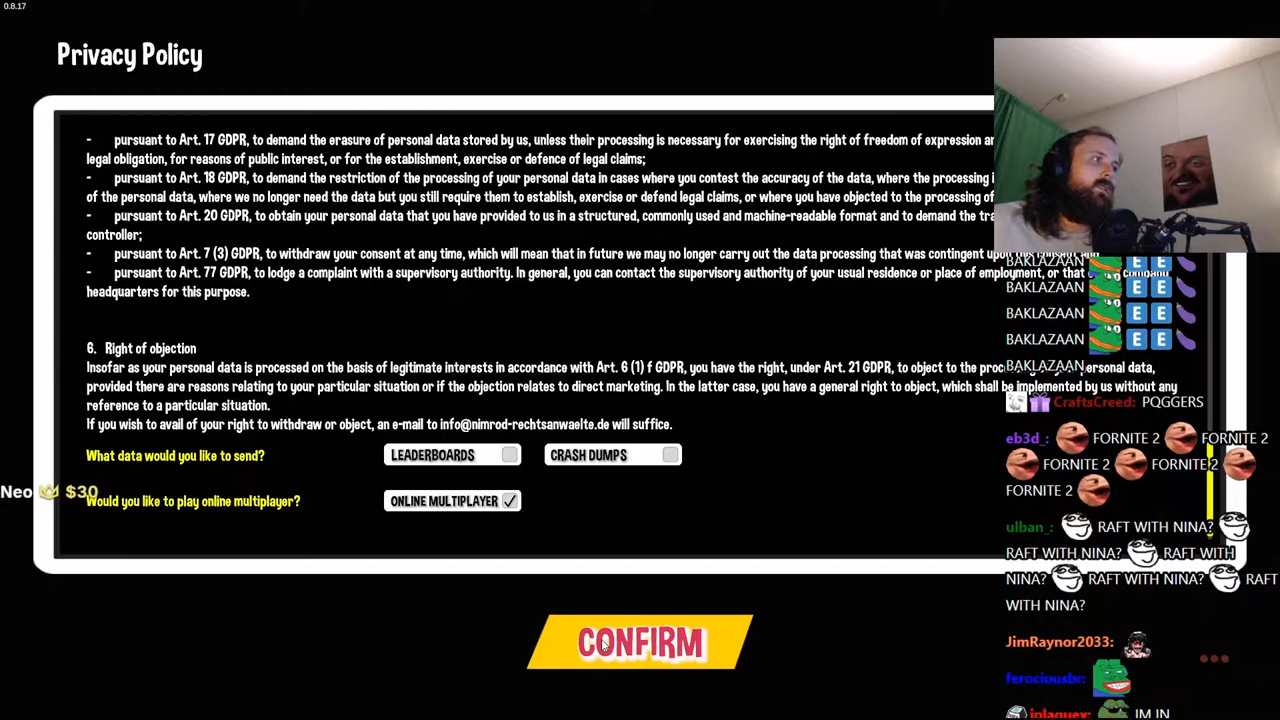 0.8.17
Privacy Policy
- pursuant to Art. 17 GDPR, to demand the erasure of personal data stored by us, unless their processing is necessary for exercising the right of freedom of expression
legal obligation, for reasons of public interest, or for the establishment, exercise or defence of legal claims;
- pursuant to Art. 18 GDPR, to demand the restriction of the processing of your personal data in cases where you contest the accuracy of the data, where the processing
of the personal data, where we no longer need the data but you still require them to establish, exercise or defend legal claims, or where you have objected to the processing of
- pursuant to Art. 20 GDPR, to obtain your personal data that you have provided to us in a structured, commonly used and machine-readable format and to demand the
controller;
- pursuant to Art. 7 (3) GDPR, to withdraw your consent at any time, which will mean that in future we may no longer carry out the data processing that was contingent upon this consent and
- pursuant to Art. 77 GDPR, to lodge a complaint with a supervisory authority. In general, you can contact the supervisory authority of your usual residence or place of employment, or that of company
headquarters for this purpose.
6. Right of objection
Insofar as your personal data is processed on the basis of legitimate interests in accordance with Art. 6 (1) f GDPR, you have the right, under Art. 21 GDPR, to object to the personal data,
provided there are reasons relating to your particular situation or if the objection relates to direct marketing. In the latter case, you have a general right to object, which shall be implemented by us without any
reference to a particular situation.
If you wish to avail of your right to withdraw or object, an e-mail to info@nimrod-rechtsanwaelte.de will suffice.
What data would you like to send?
LEADERBOARDS
CRASH DUMPS
Neo $30
Would you like to play online multiplayer?
ONLINE MULTIPLAYER
CONFIRM
BAKLAZAAN E E
BAKLAZAAN E E
BAKLAZAAN E E
BAKLAZAAN E E
BAKLAZAAN
CraftsCreed: PQGGERS
eb3d_: FORNITE 2 FORNITE 2
FORNITE 2 FORNITE 2
FORNITE 2
ulban_: RAFT WITH NINA?
RAFT WITH NINA? RAFT WITH
NINA? RAFT WITH NINA? RAFT
WITH NINA?
JimRaynor2033:
ferociousbr:
inlaguex: IM IN